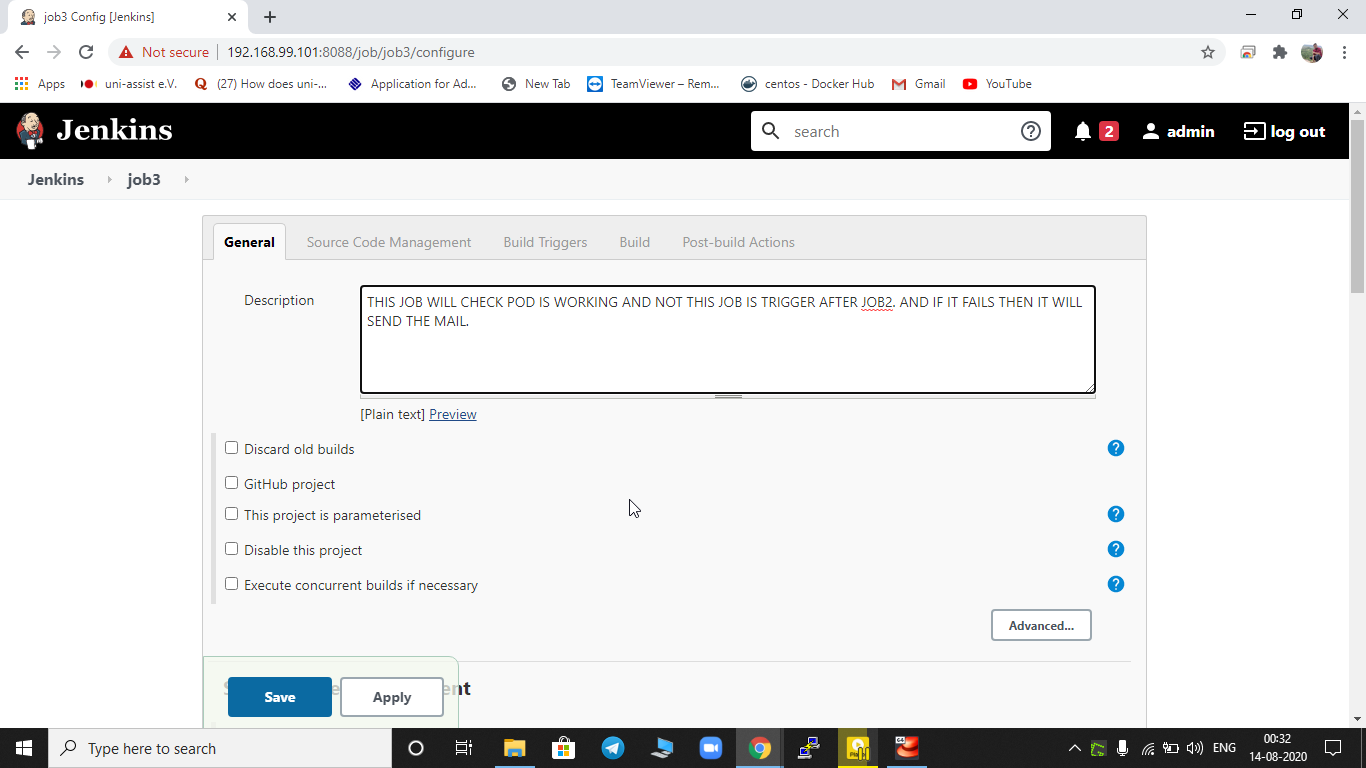 job3 Config [Jenkins]
Not secure
192.168.99.101:8088/job/job3/configure
Apps
uni-assist e.V.
(27) How does uni-...
Application for Ad...
New Tab
TeamViewer – Rem...
centos - Docker Hub
Gmail
YouTube
Jenkins
search
2
admin
log out
Jenkins
job3
General
Source Code Management
Build Triggers
Build
Post-build Actions
Description
THIS JOB WILL CHECK POD IS WORKING AND NOT THIS JOB IS TRIGGER AFTER JOB2. AND IF IT FAILS THEN IT WILL
SEND THE MAIL.
[Plain text] Preview
Discard old builds
GitHub project
This project is parameterised
Disable this project
Execute concurrent builds if necessary
Advanced...
Save
Apply
Type here to search
ENG
00:32
14-08-2020